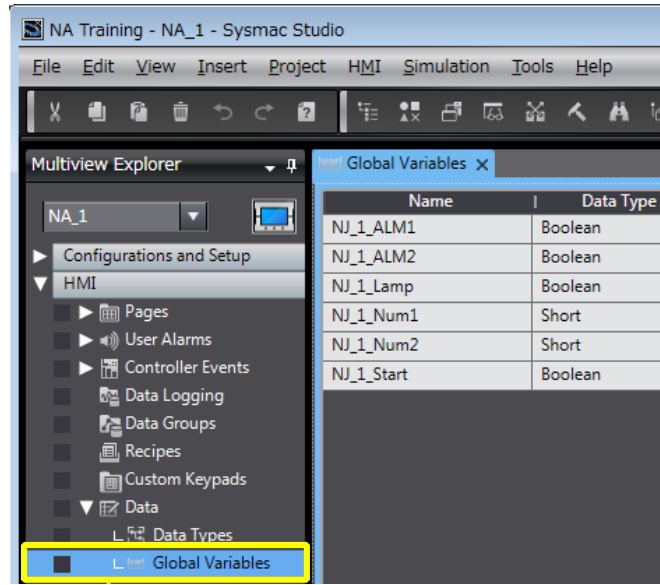 NA Training - NA_1 - Sysmac Studio
File Edit View Insert Project HMI Simulation Tools Help
Multiview Explorer
NA_1
Configurations and Setup
HMI
Pages
User Alarms
Controller Events
Data Logging
Data Groups
Recipes
Custom Keypads
Data
Data Types
Global Variables
Global Variables
Name Data Type
NJ_1_ALM1 Boolean
NJ_1_ALM2 Boolean
NJ_1_Lamp Boolean
NJ_1_Num1 Short
NJ_1_Num2 Short
NJ_1_Start Boolean